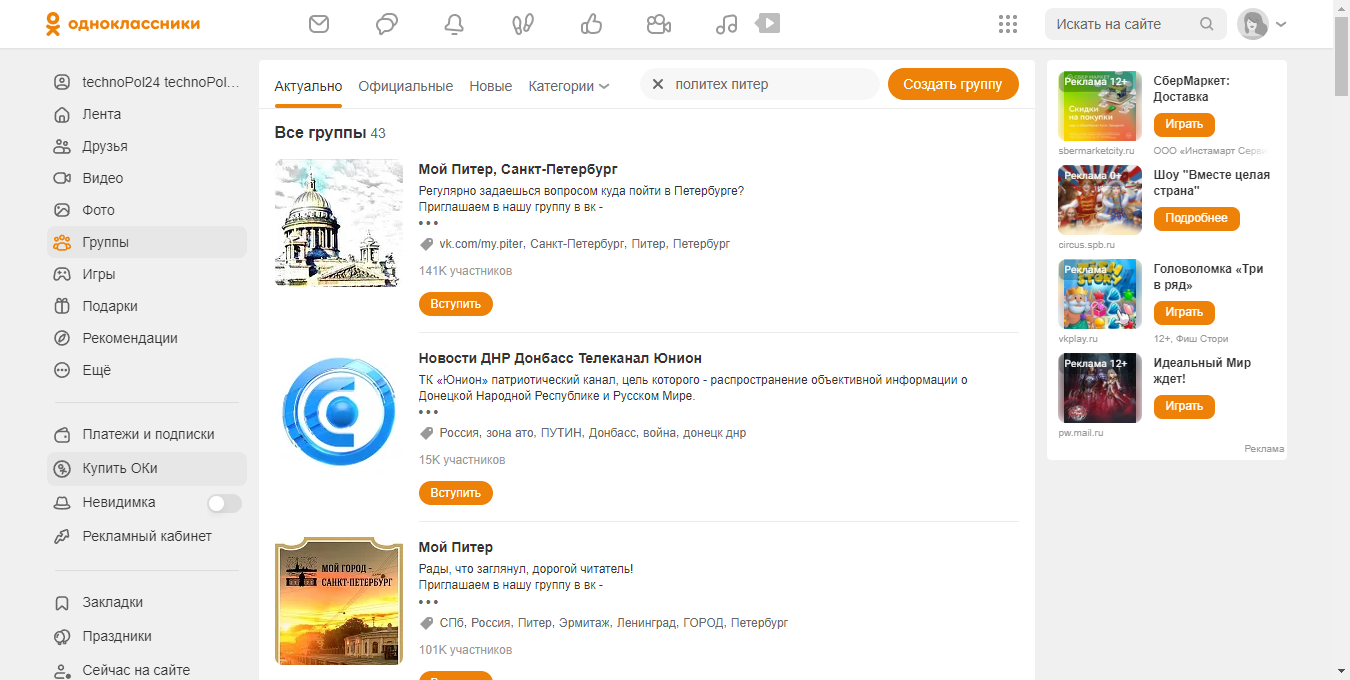 одноклассники
Искать на сайте
technoPol24 technoPol…
Лента
Друзья
Видео
Фото
Группы
Игры
Подарки
Рекомендации
Ещё
Платежи и подписки
Купить ОКи
Невидимка
Рекламный кабинет
Закладки
Праздники
Сейчас на сайте
Актуально Официальные Новые Категории
политех питер
Создать группу
Все группы 43
Мой Питер, Санкт-Петербург
Регулярно задаешься вопросом куда пойти в Петербурге?
Приглашаем в нашу группу в вк -
vk.com/my.piter, Санкт-Петербург, Питер, Петербург
141K участников
Вступить
Новости ДНР Донбасс Телеканал Юнион
ТК «Юнион» патриотический канал, цель которого - распространение объективной информации о
Донецкой Народной Республике и Русском Мире.
Россия, зона ато, ПУТИН, Донбасс, война, донецк днр
15K участников
Вступить
МОЙ ГОРОД -
САНКТ-ПЕТЕРБУРГ
Мой Питер
Рады, что заглянул, дорогой читатель!
Приглашаем в нашу группу в вк -
СПб, Россия, Питер, Эрмитаж, Ленинград, ГОРОД, Петербург
101K участников
Реклама 12+
Скидки
на покупки
СберМаркет:
Доставка
Играть
sbermarketcity.ru
ООО «Инстамарт Серви
Реклама 0+
Шоу "Вместе целая
страна"
Подробнее
circus.spb.ru
Реклама
STORY
Головоломка «Три
в ряд»
Играть
vkplay.ru
12+, Фиш Стори
Реклама 12+
Идеальный Мир
ждет!
Играть
pw.mail.ru
Реклама